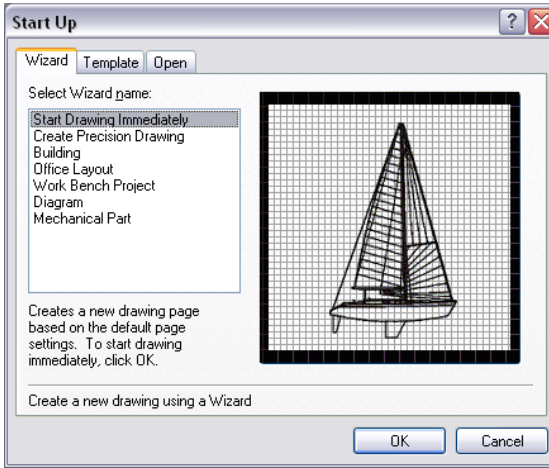 Start Up
Wizard Template Open
Select Wizard name:
Start Drawing Immediately
Create Precision Drawing
Building
Office Layout
Work Bench Project
Diagram
Mechanical Part
Creates a new drawing page
based on the default page
settings. To start drawing
immediately, click OK.
Create a new drawing using a Wizard
OK Cancel